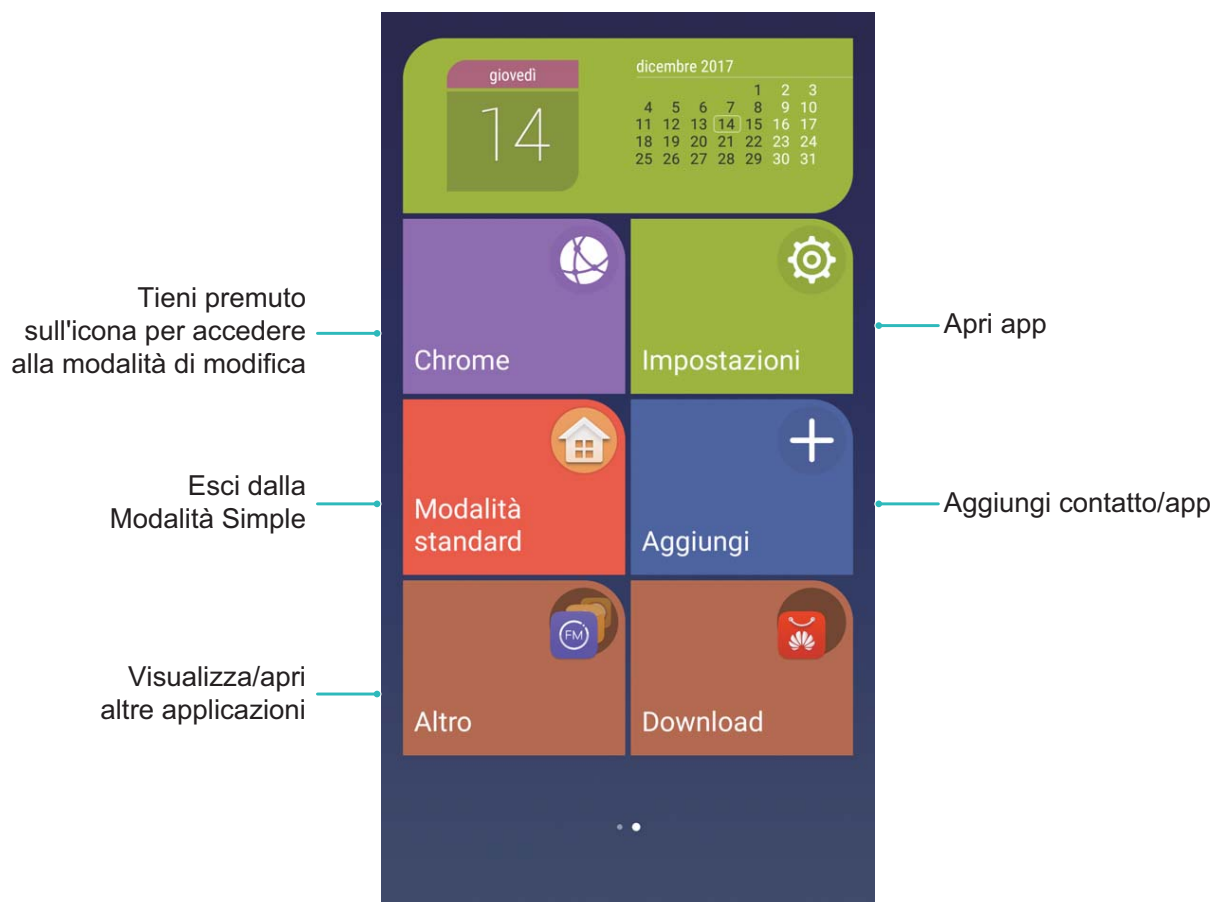 giovedì
14
dicembre 2017
1 2 3
4 5 6 7 8 9 10
11 12 13 14 15 16 17
18 19 20 21 22 23 24
25 26 27 28 29 30 31
Tieni premuto
sull'icona per accedere
alla modalità di modifica
Chrome
Impostazioni
Apri app
Esci dalla
Modalità Simple
Modalità
standard
Aggiungi
Aggiungi contatto/app
Visualizza/apri
altre applicazioni
FM
Altro
Download